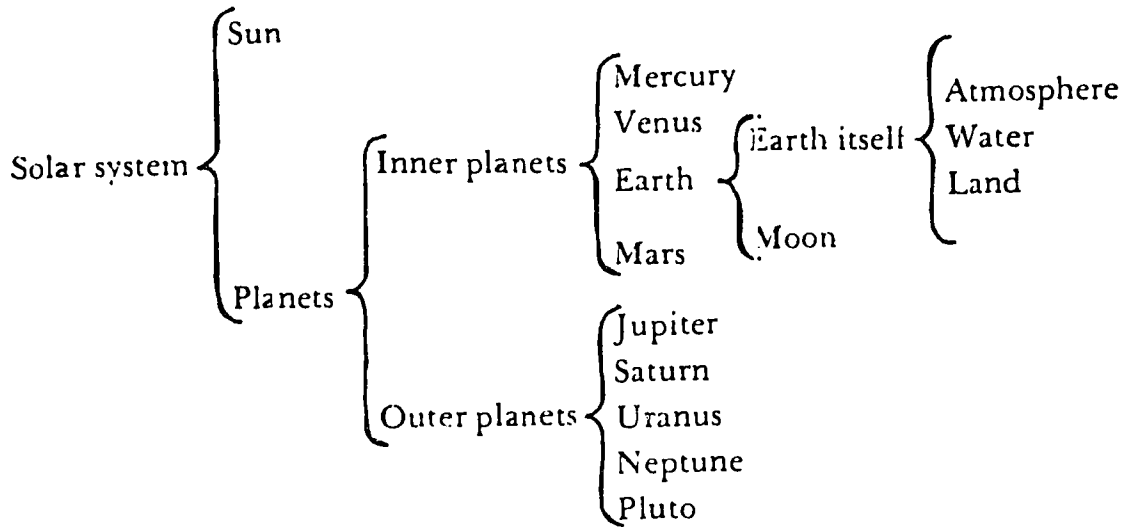 Solar system
Sun
Planets
Inner planets
Mercury
Venus
Earth
Earth itself
Atmosphere
Water
Land
Moon
Mars
Outer planets
Jupiter
Saturn
Uranus
Neptune
Pluto